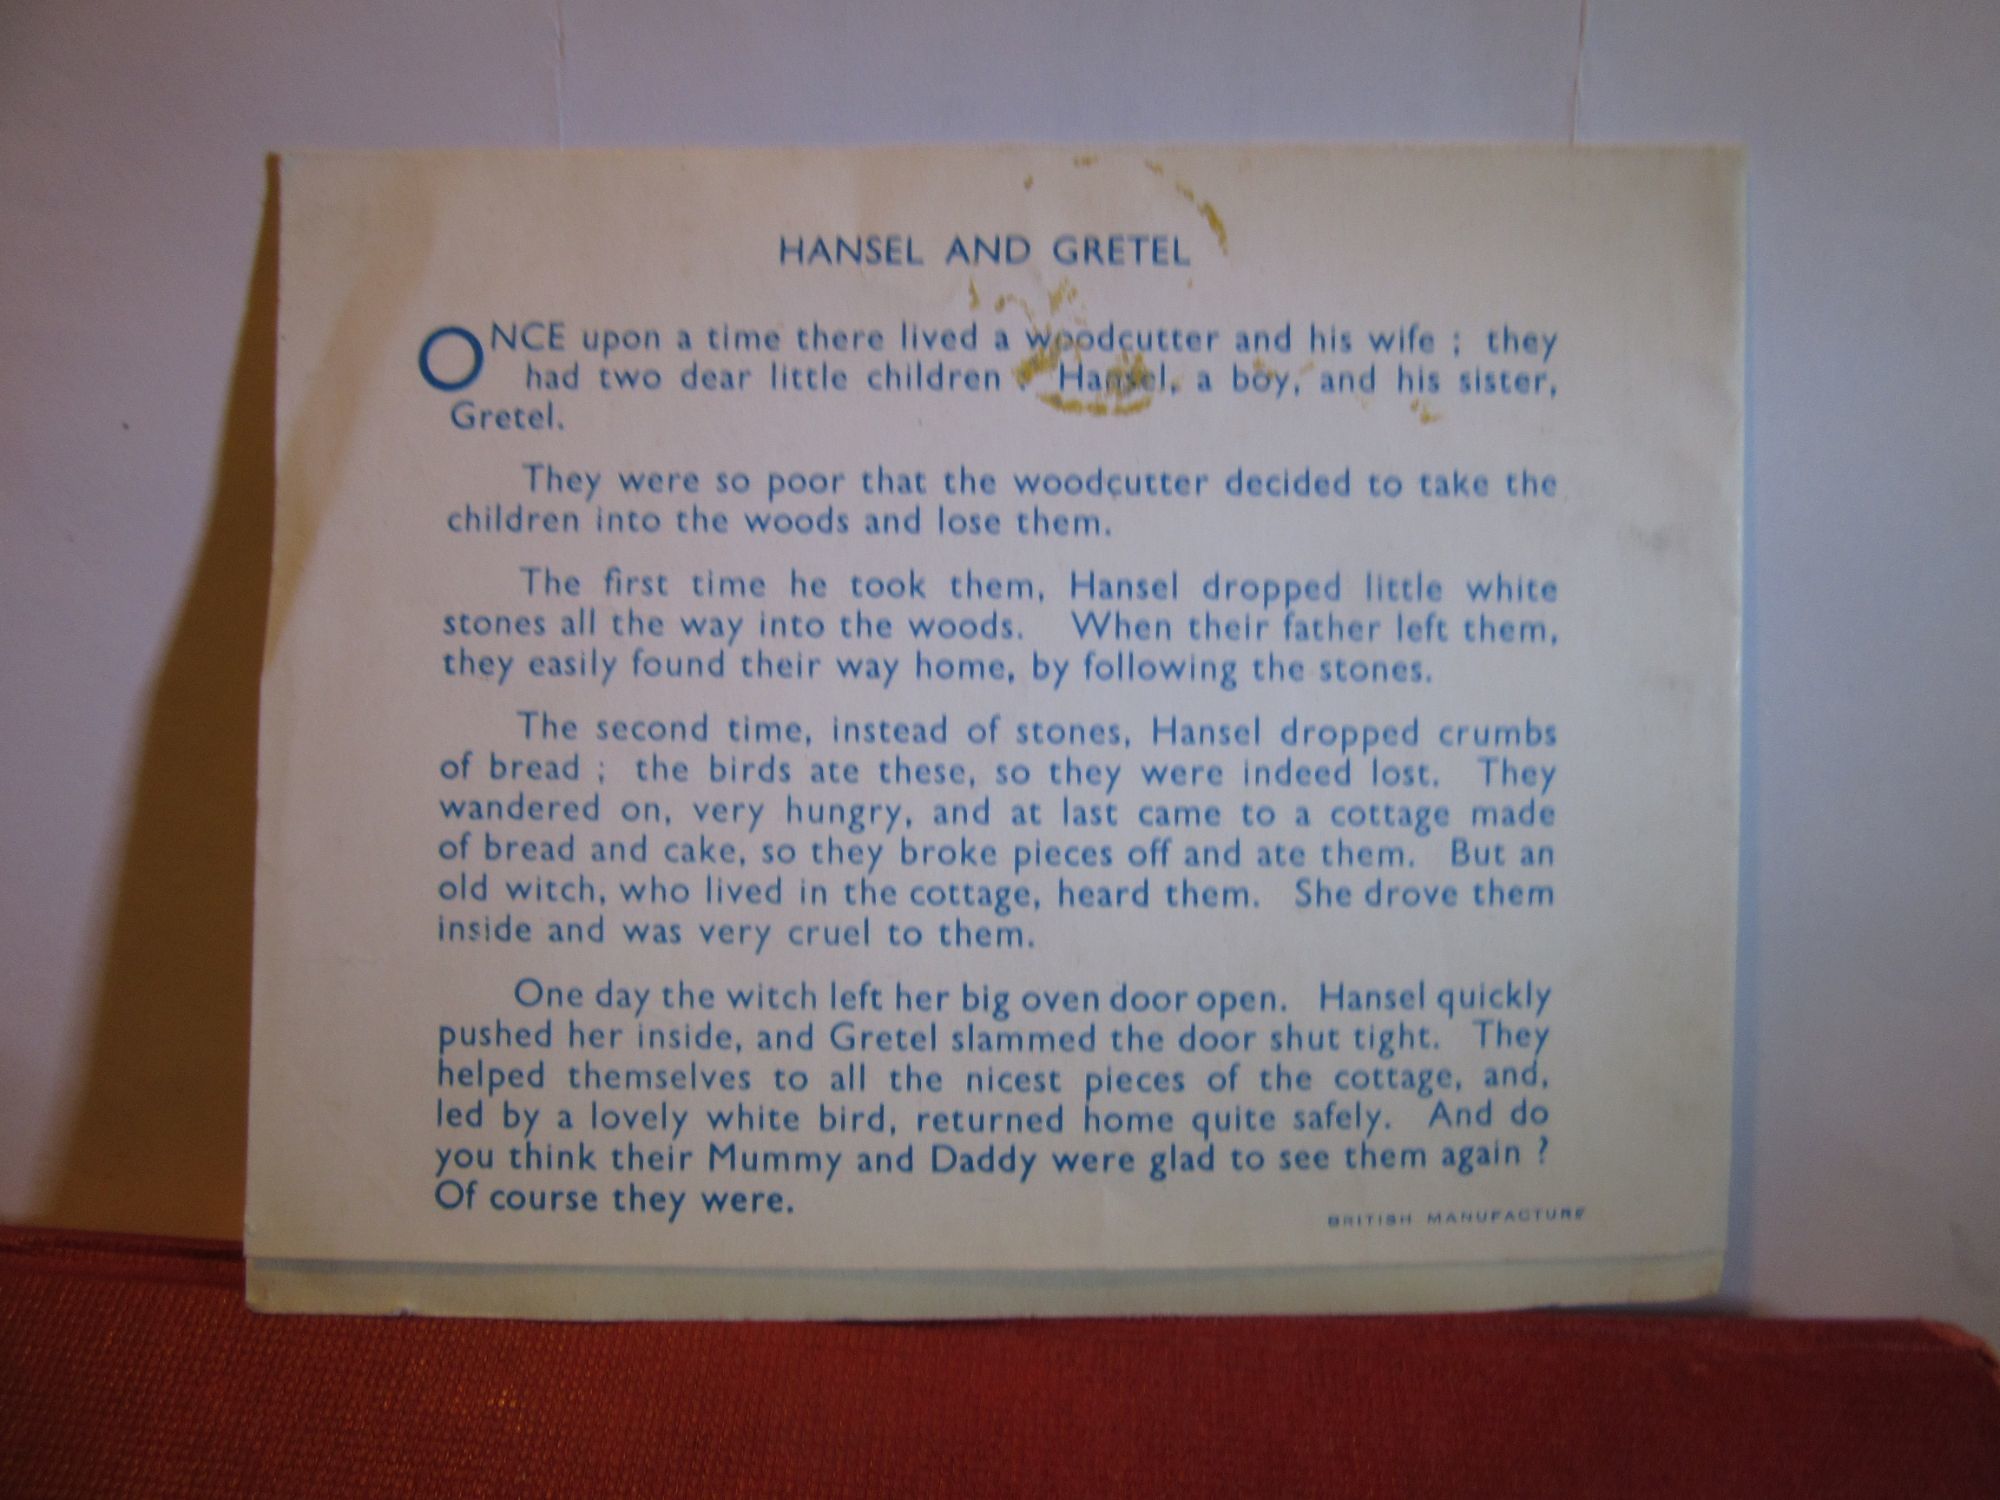 HANSEL AND GRETEL
ONCE upon a time there lived a woodcutter and his wife ; they
had two dear little children : Hansel, a boy, and his sister,
Gretel.
They were so poor that the woodcutter decided to take the
children into the woods and lose them.
The first time he took them, Hansel dropped little white
stones all the way into the woods. When their father left them,
they easily found their way home, by following the stones.
The second time, instead of stones, Hansel dropped crumbs
of bread ; the birds ate these, so they were indeed lost. They
wandered on, very hungry, and at last came to a cottage made
of bread and cake, so they broke pieces off and ate them. But an
old witch, who lived in the cottage, heard them. She drove them
inside and was very cruel to them.
One day the witch left her big oven door open. Hansel quickly
pushed her inside, and Gretel slammed the door shut tight. They
helped themselves to all the nicest pieces of the cottage, and,
led by a lovely white bird, returned home quite safely. And do
you think their Mummy and Daddy were glad to see them again ?
Of course they were.
BRITISH MANUFACTURE